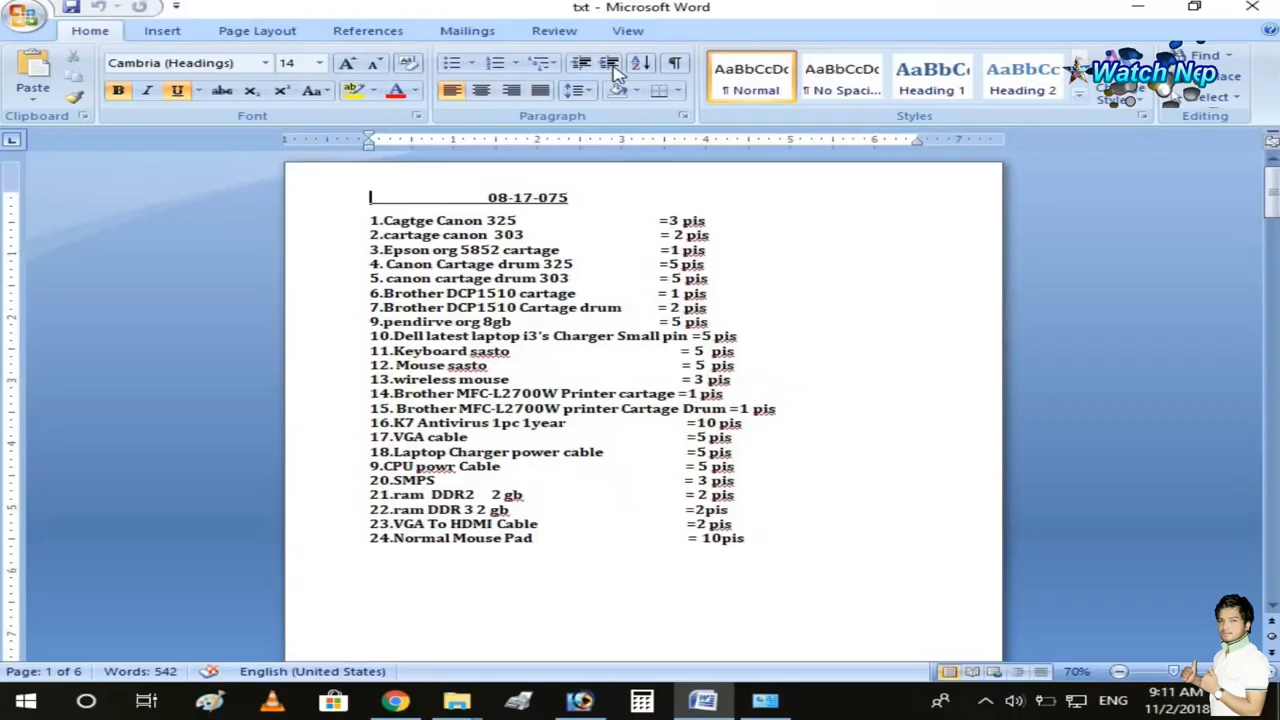 txt - Microsoft Word
Home Insert Page Layout References Mailings Review View
Cambria (Headings) 14
AaBbCcDc AaBbCcDc AaBbC AaBbCc
Paste
¶ Normal ¶ No Spaci... Heading 1 Heading 2
Find
Select
Watch Nep
Clipboard Font Paragraph Styles Editing
08-17-075
1.Cagtge Canon 325 =3 pis
2.cartage canon 303 = 2 pis
3.Epson org 5852 cartage =1 pis
4. Canon Cartage drum 325 =5 pis
5. canon cartage drum 303 = 5 pis
6.Brother DCP1510 cartage = 1 pis
7.Brother DCP1510 Cartage drum = 2 pis
9.pendirve org 8gb = 5 pis
10.Dell latest laptop i3's Charger Small pin =5 pis
11.Keyboard sasto = 5 pis
12. Mouse sasto = 5 pis
13.wireless mouse = 3 pis
14.Brother MFC-L2700W Printer cartage =1 pis
15. Brother MFC-L2700W printer Cartage Drum =1 pis
16.K7 Antivirus 1pc 1year =10 pis
17.VGA cable =5 pis
18.Laptop Charger power cable =5 pis
9.CPU powr Cable = 5 pis
20.SMPS = 3 pis
21.ram DDR2 2 gb = 2 pis
22.ram DDR 3 2 gb =2pis
23.VGA To HDMI Cable =2 pis
24.Normal Mouse Pad = 10pis
Page: 1 of 6 Words: 542 English (United States) 70%
ENG
9:11 AM
11/2/2018